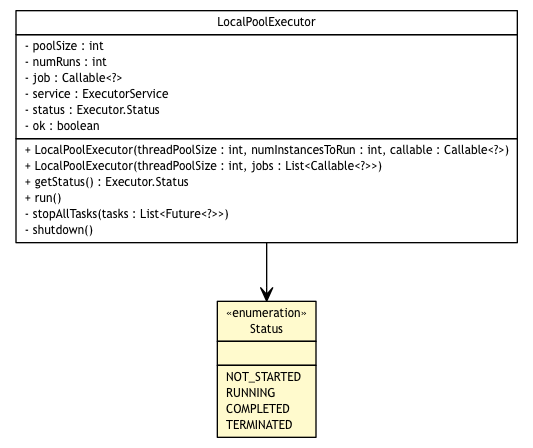 LocalPoolExecutor
- poolSize : int
- numRuns : int
- job : Callable<?>
- service : ExecutorService
- status : Executor.Status
- ok : boolean
+ LocalPoolExecutor(threadPoolSize : int, numInstancesToRun : int, callable : Callable<?>)
+ LocalPoolExecutor(threadPoolSize : int, jobs : List<Callable<?>>)
+ getStatus() : Executor.Status
+ run()
- stopAllTasks(tasks : List<Future<?>>)
- shutdown()
«enumeration»
Status
NOT_STARTED
RUNNING
COMPLETED
TERMINATED